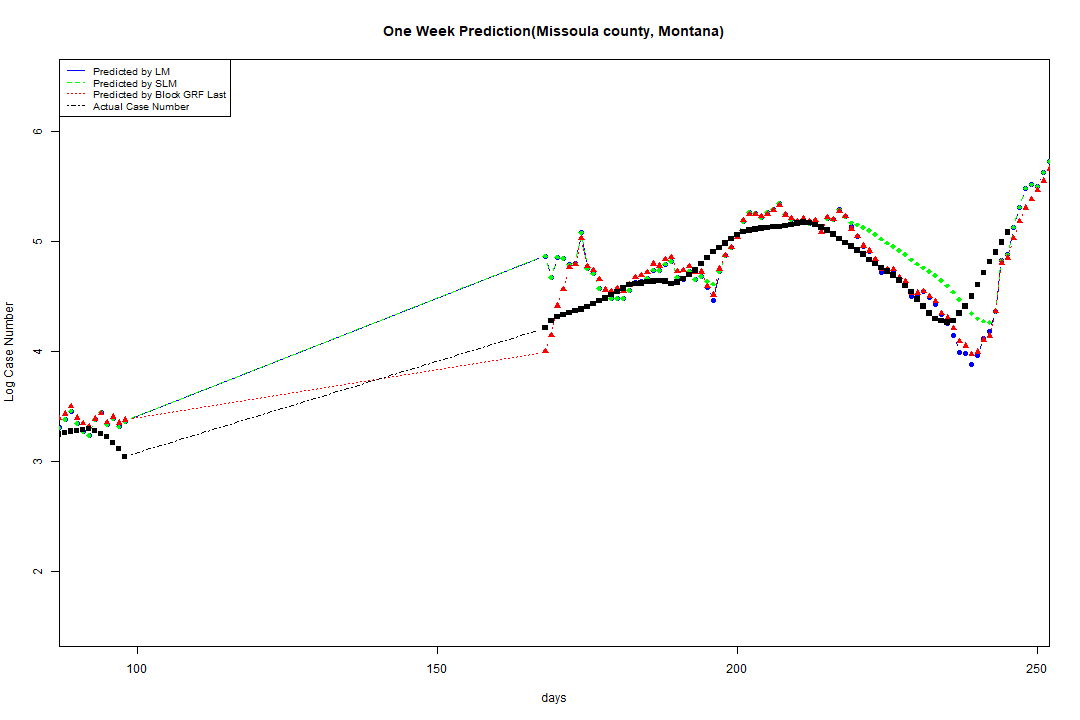 One Week Prediction(Missoula county, Montana)
Predicted by LM
Predicted by SLM
Predicted by Block GRF Last
Actual Case Number
6
5
4
3
2
Log Case Number
100 150 200 250
days